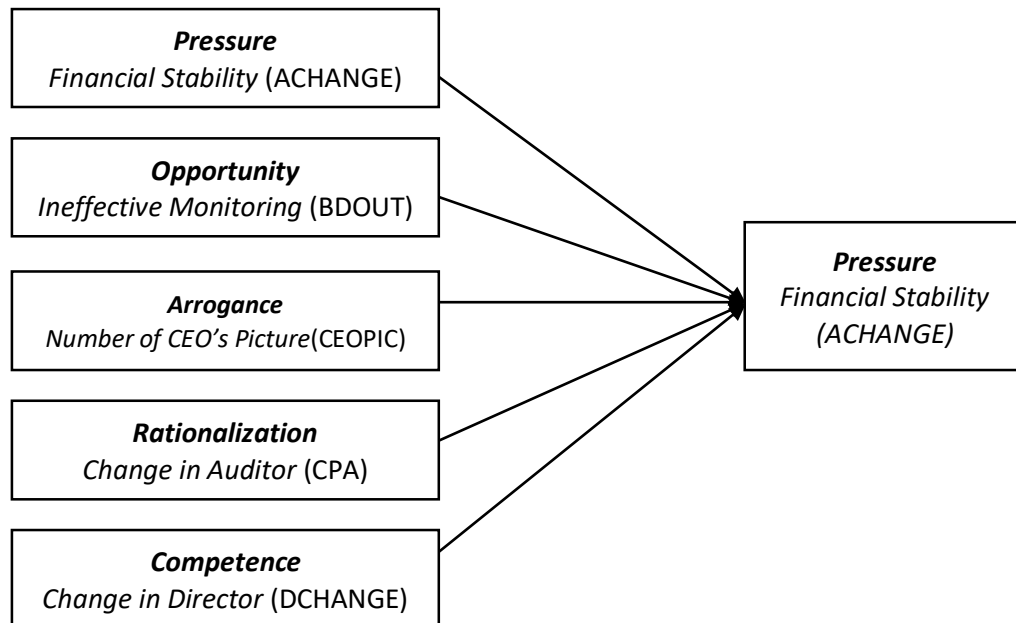 Pressure
Financial Stability (ACHANGE)
Opportunity
Ineffective Monitoring (BDOUT)
Arrogance
Number of CEO’s Picture(CEOPIC)
Rationalization
Change in Auditor (CPA)
Competence
Change in Director (DCHANGE)
Pressure
Financial Stability
(ACHANGE)